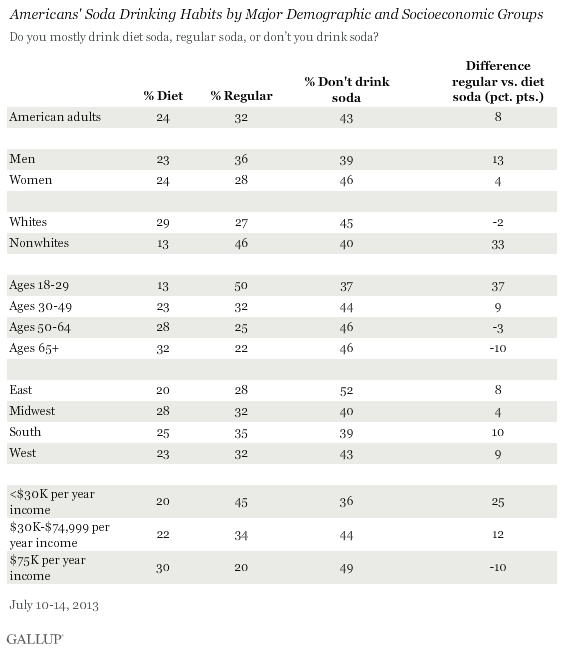 Americans' Soda Drinking Habits by Major Demographic and Socioeconomic Groups
Do you mostly drink diet soda, regular soda, or don't you drink soda?
% Diet % Regular % Don't drink soda Difference regular vs. diet soda (pct. pts.)
American adults 24 32 43 8
Men 23 36 39 13
Women 24 28 46 4
Whites 29 27 45 -2
Nonwhites 13 46 40 33
Ages 18-29 13 50 37 37
Ages 30-49 23 32 44 9
Ages 50-64 28 25 46 -3
Ages 65+ 32 22 46 -10
East 20 28 52 8
Midwest 28 32 40 4
South 25 35 39 10
West 23 32 43 9
<$30K per year income 20 45 36 25
$30K-$74,999 per year income 22 34 44 12
$75K per year income 30 20 49 -10
July 10-14, 2013
GALLUP